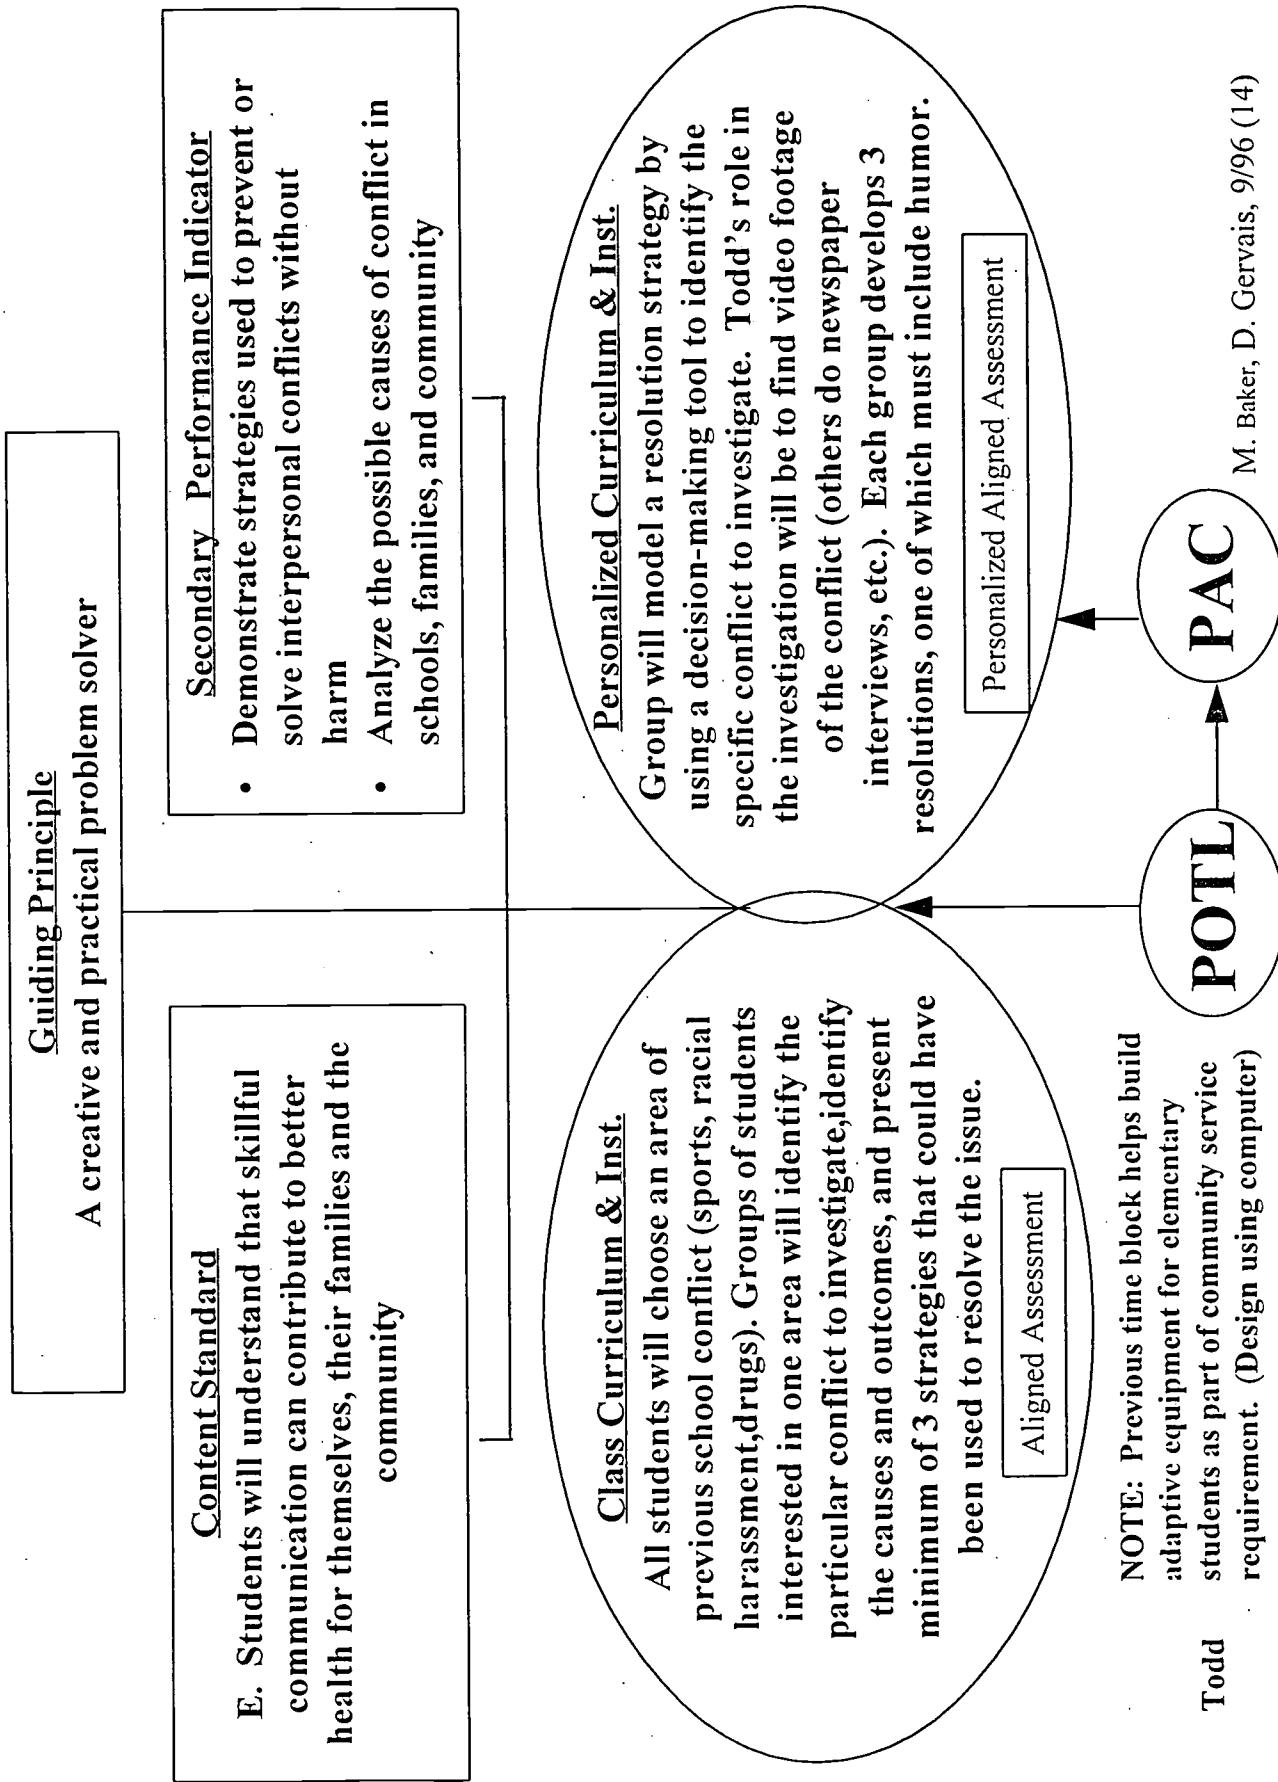 Guiding Principle
A creative and practical problem solver
Content Standard
E. Students will understand that skillful
communication can contribute to better
health for themselves, their families and the
community
Secondary Performance Indicator
• Demonstrate strategies used to prevent or
solve interpersonal conflicts without
harm
• Analyze the possible causes of conflict in
schools, families, and community
Class Curriculum & Inst.
All students will choose an area of
previous school conflict (sports, racial
harassment,drugs). Groups of students
interested in one area will identify the
particular conflict to investigate,identify
the causes and outcomes, and present
minimum of 3 strategies that could have
been used to resolve the issue.
Aligned Assessment
Personalized Curriculum & Inst.
Group will model a resolution strategy by
using a decision-making tool to identify the
specific conflict to investigate. Todd's role in
the investigation will be to find video footage
of the conflict (others do newspaper
interviews, etc.). Each group develops 3
resolutions, one of which must include humor.
Personalized Aligned Assessment
Todd
NOTE: Previous time block helps build
adaptive equipment for elementary
students as part of community service
requirement. (Design using computer)
POTL
PAC
M. Baker, D. Gervais, 9/96 (14)